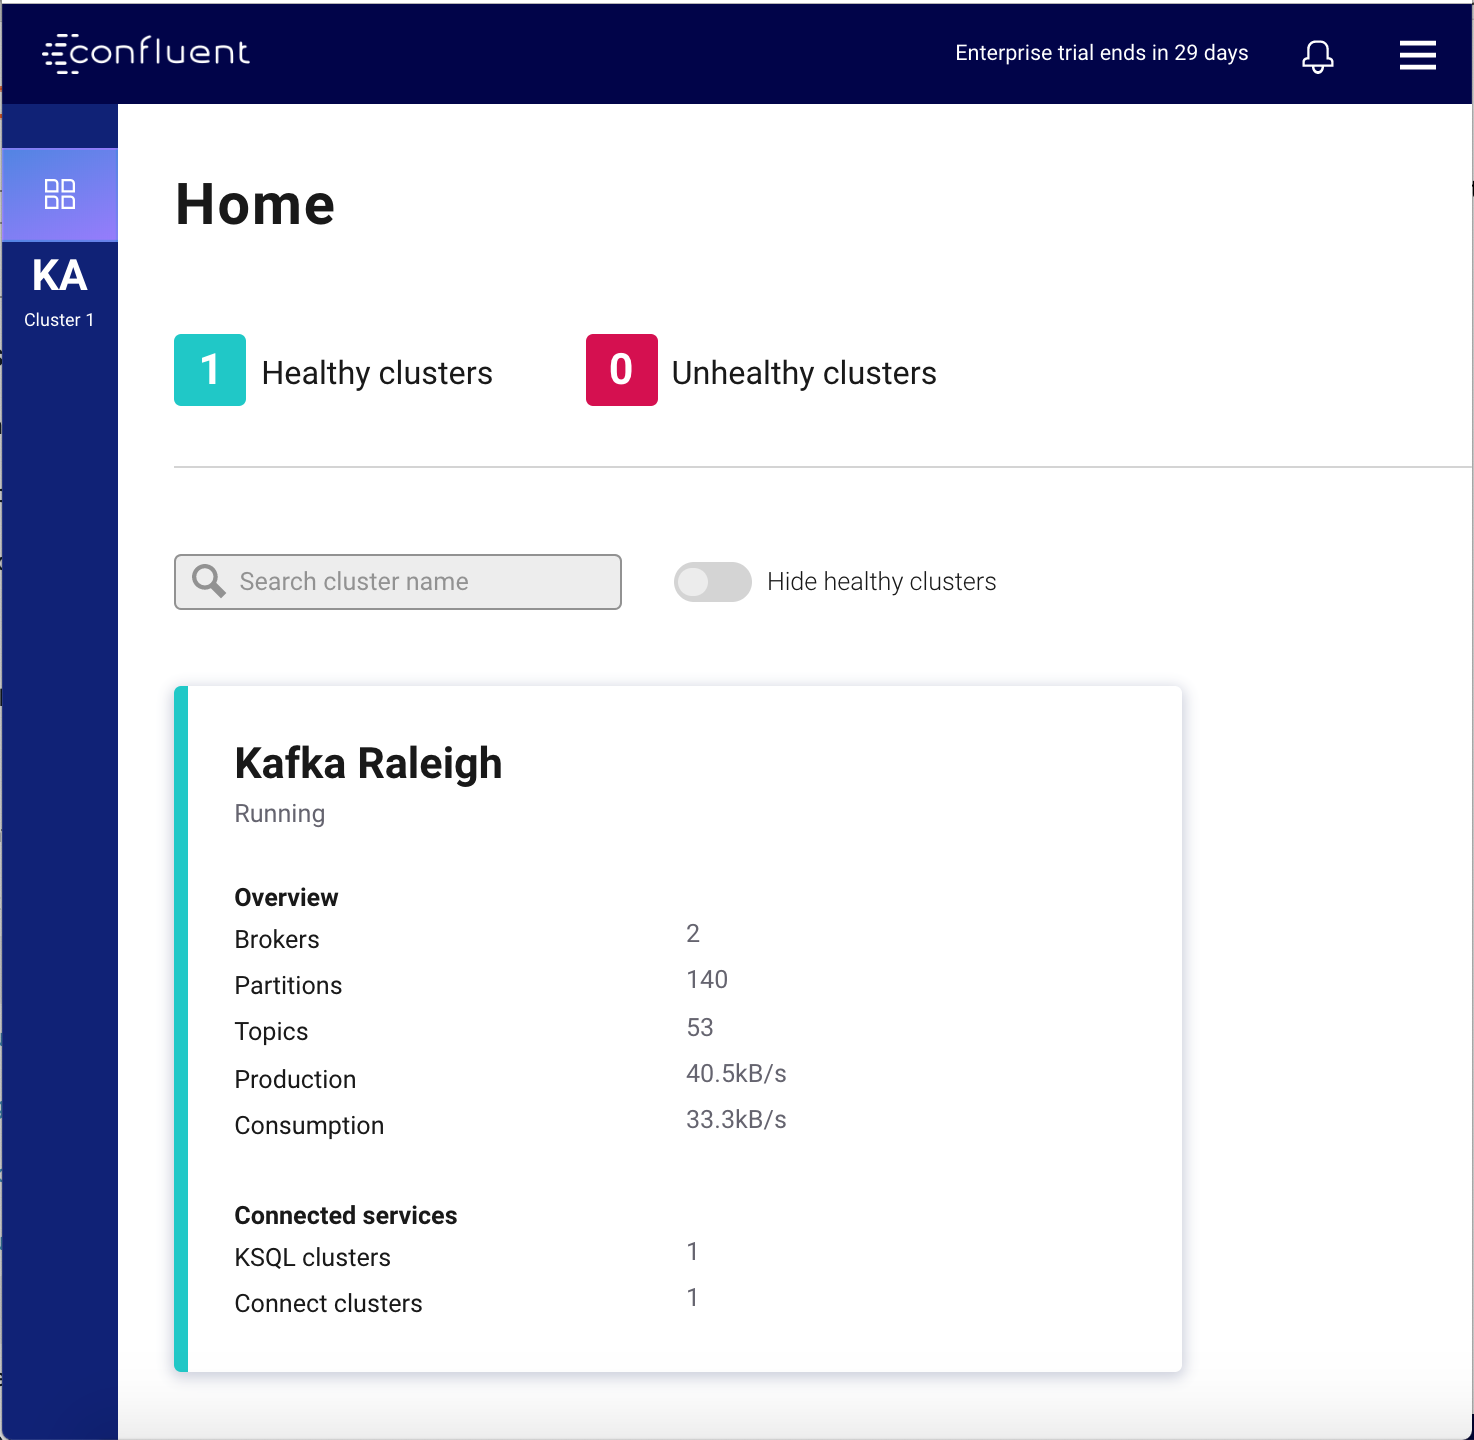 confluent
Enterprise trial ends in 29 days
KA
Cluster 1
Home
1 Healthy clusters
0 Unhealthy clusters
Search cluster name
Hide healthy clusters
Kafka Raleigh
Running
Overview
Brokers 2
Partitions 140
Topics 53
Production 40.5kB/s
Consumption 33.3kB/s
Connected services
KSQL clusters 1
Connect clusters 1